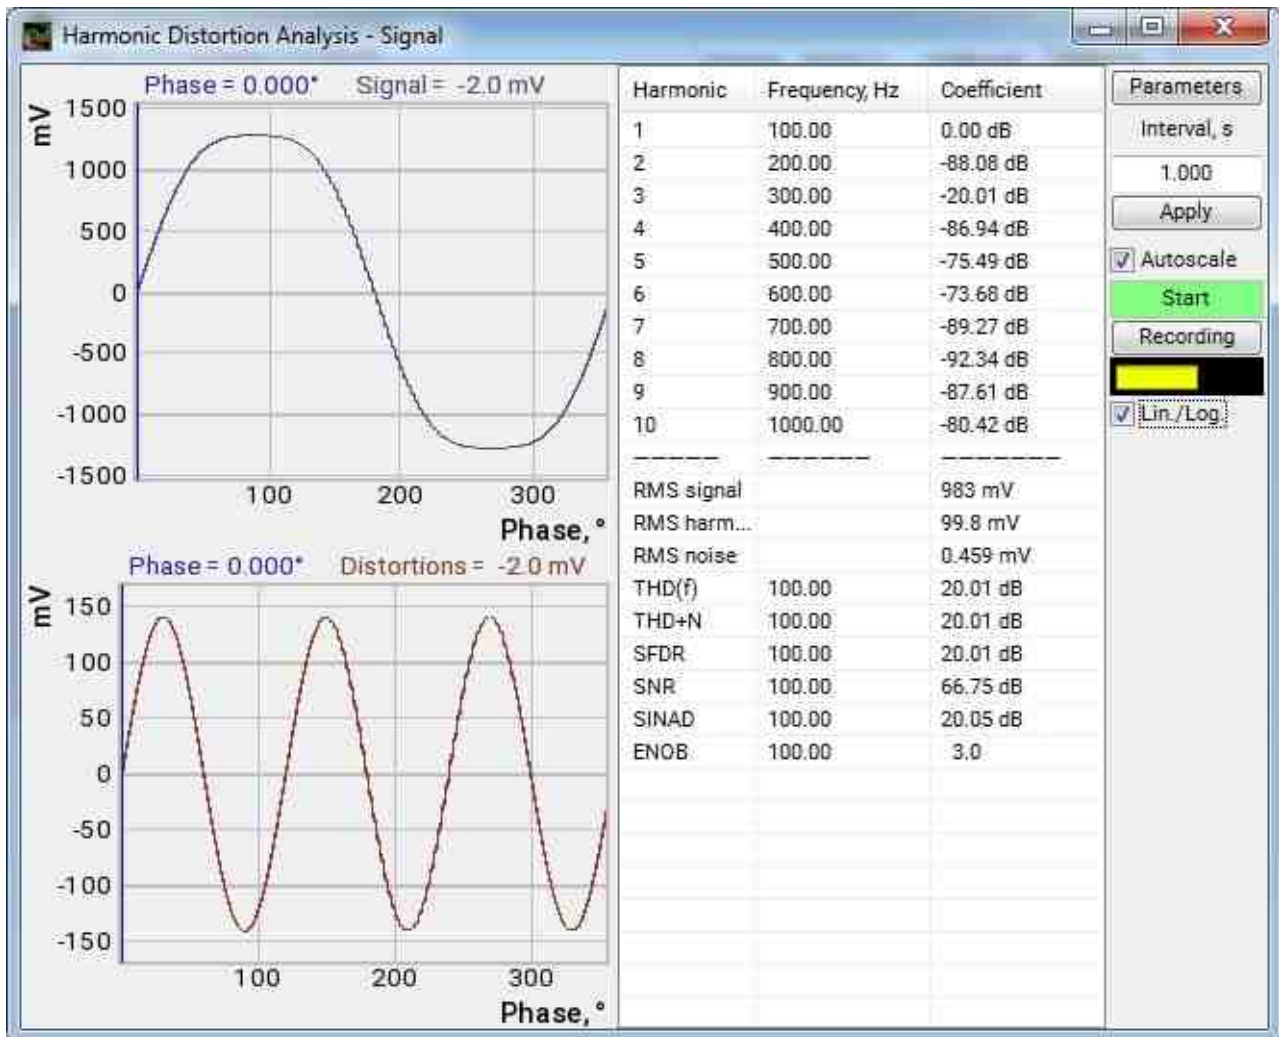 Harmonic Distortion Analysis - Signal
Phase = 0.000° Signal = -2.0 mV
mV
1500
1000
500
0
-500
-1000
-1500
100 200 300
Phase, °
Phase = 0.000° Distortions = -2.0 mV
mV
150
100
50
0
-50
-100
-150
100 200 300
Phase, °
Harmonic Frequency, Hz Coefficient
1 100.00 0.00 dB
2 200.00 -88.08 dB
3 300.00 -20.01 dB
4 400.00 -86.94 dB
5 500.00 -75.49 dB
6 600.00 -73.68 dB
7 700.00 -89.27 dB
8 800.00 -92.34 dB
9 900.00 -87.61 dB
10 1000.00 -80.42 dB
————— —————— ———————
RMS signal 983 mV
RMS harm... 99.8 mV
RMS noise 0.459 mV
THD(f) 100.00 20.01 dB
THD+N 100.00 20.01 dB
SFDR 100.00 20.01 dB
SNR 100.00 66.75 dB
SINAD 100.00 20.05 dB
ENOB 100.00 3.0
Parameters
Interval, s
1.000
Apply
Autoscale
Start
Recording
Lin./Log.